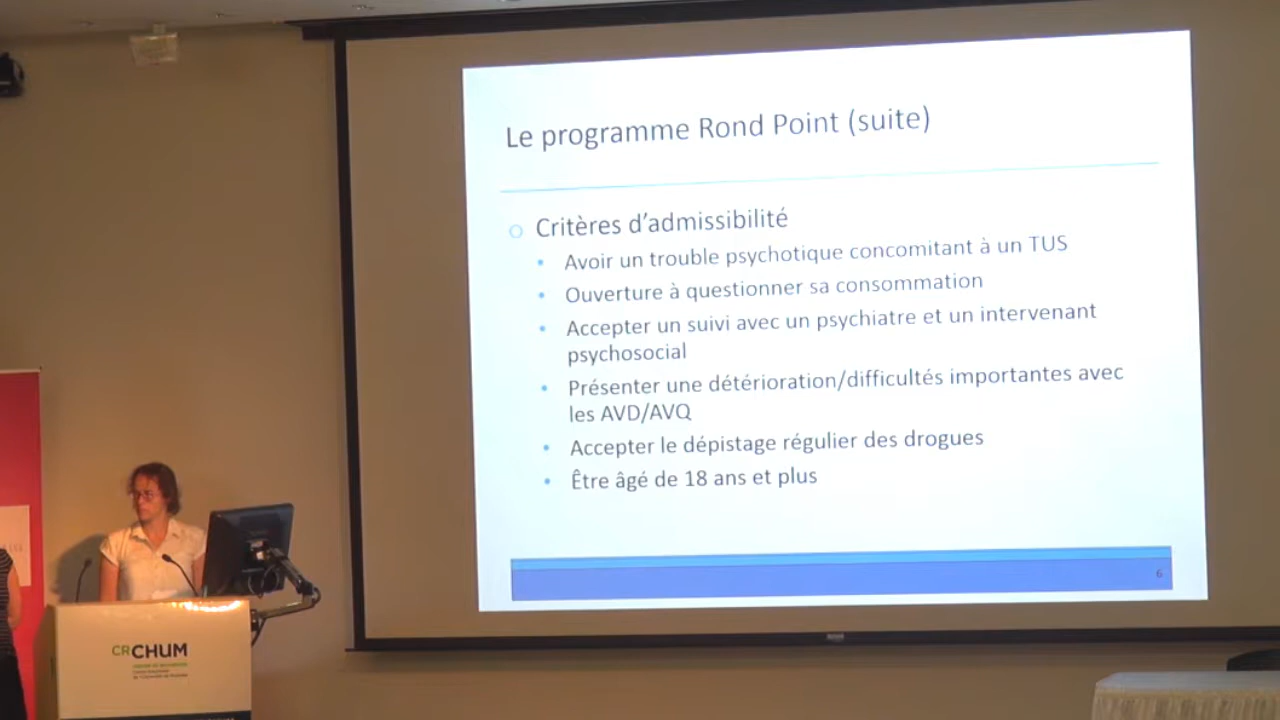 Le programme Rond Point (suite)
Critères d'admissibilité
Avoir un trouble psychotique concomitant à un TUS
Ouverture à questionner sa consommation
Accepter un suivi avec un psychiatre et un intervenant
psychosocial
Présenter une détérioration/difficultés importantes avec
les AVD/AVQ
Accepter le dépistage régulier des drogues
Être âgé de 18 ans et plus
6
CRCHUM